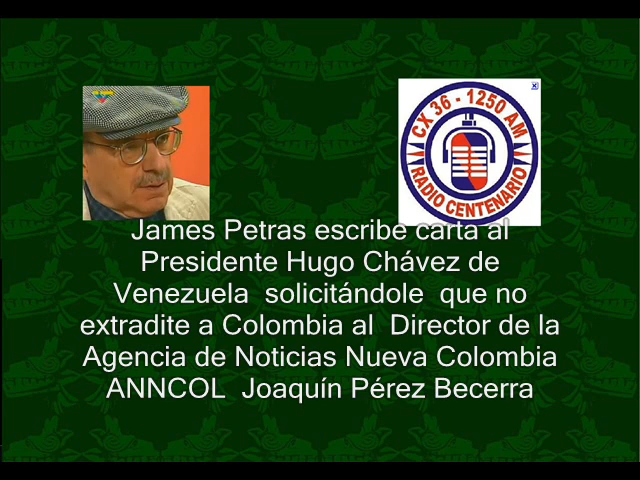 CX 36 - 1250 AM
RADIO CENTENARIO
James Petras escribe carta al
Presidente Hugo Chávez de
Venezuela solicitándole que no
extradite a Colombia al Director de la
Agencia de Noticias Nueva Colombia
ANNCOL Joaquín Pérez Becerra